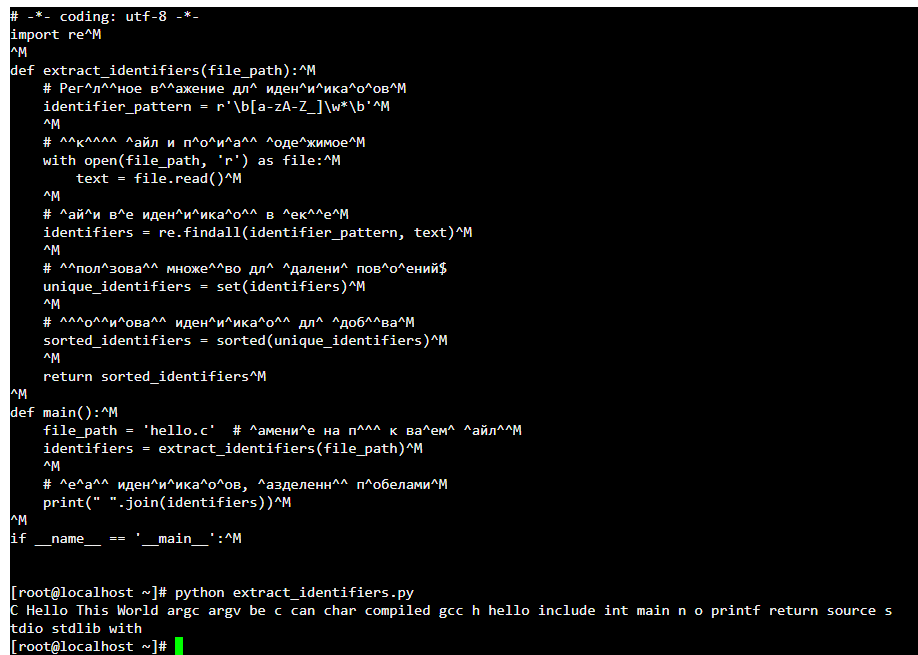 # -*- coding: utf-8 -*-
import re^M
^M
def extract_identifiers(file_path):^M
    # Рег^л^^ное в^^ажение дл^ иден^и^ика^о^ов^M
    identifier_pattern = r'\b[a-zA-Z_]\w*\b'^M
    ^M
    # ^^к^^^^ ^айл и п^о^и^а^^ ^оде^жимое^M
    with open(file_path, 'r') as file:^M
        text = file.read()^M
    ^M
    # ^ай^и в^е иден^и^ика^о^^ в ^ек^^е^M
    identifiers = re.findall(identifier_pattern, text)^M
    ^M
    # ^^пол^зова^^ множе^^во дл^ ^далени^ пов^о^ений$
    unique_identifiers = set(identifiers)^M
    ^M
    # ^^^о^^и^ова^^ иден^и^ика^о^^ дл^ ^доб^^ва^M
    sorted_identifiers = sorted(unique_identifiers)^M
    ^M
    return sorted_identifiers^M
^M
def main():^M
    file_path = 'hello.c'  # ^амени^е на п^^^ к ва^ем^ ^айл^^M
    identifiers = extract_identifiers(file_path)^M
    ^M
    # ^е^а^^ иден^и^ика^о^ов, ^азделенн^^ п^обелами^M
    print(" ".join(identifiers))^M
^M
if __name__ == '__main__':^M
[root@localhost ~]# python extract_identifiers.py
C Hello This World argc argv be c can char compiled gcc h hello include int main n o printf return source s
tdio stdlib with
[root@localhost ~]#